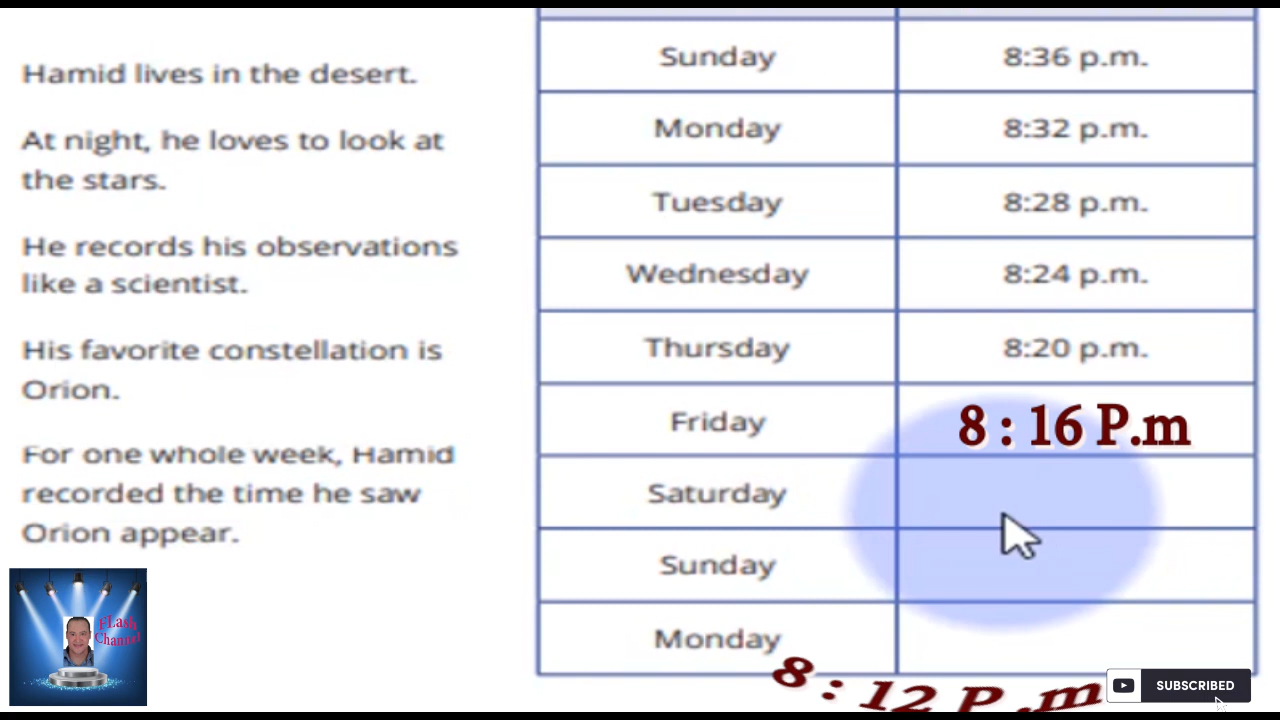 Hamid lives in the desert.
At night, he loves to look at
the stars.
He records his observations
like a scientist.
His favorite constellation is
Orion.
For one whole week, Hamid
recorded the time he saw
Orion appear.
Sunday 8:36 p.m.
Monday 8:32 p.m.
Tuesday 8:28 p.m.
Wednesday 8:24 p.m.
Thursday 8:20 p.m.
Friday 8 : 16 P.m
Saturday
Sunday
Monday
8 : 12 P .m
FLash
Channel
SUBSCRIBED